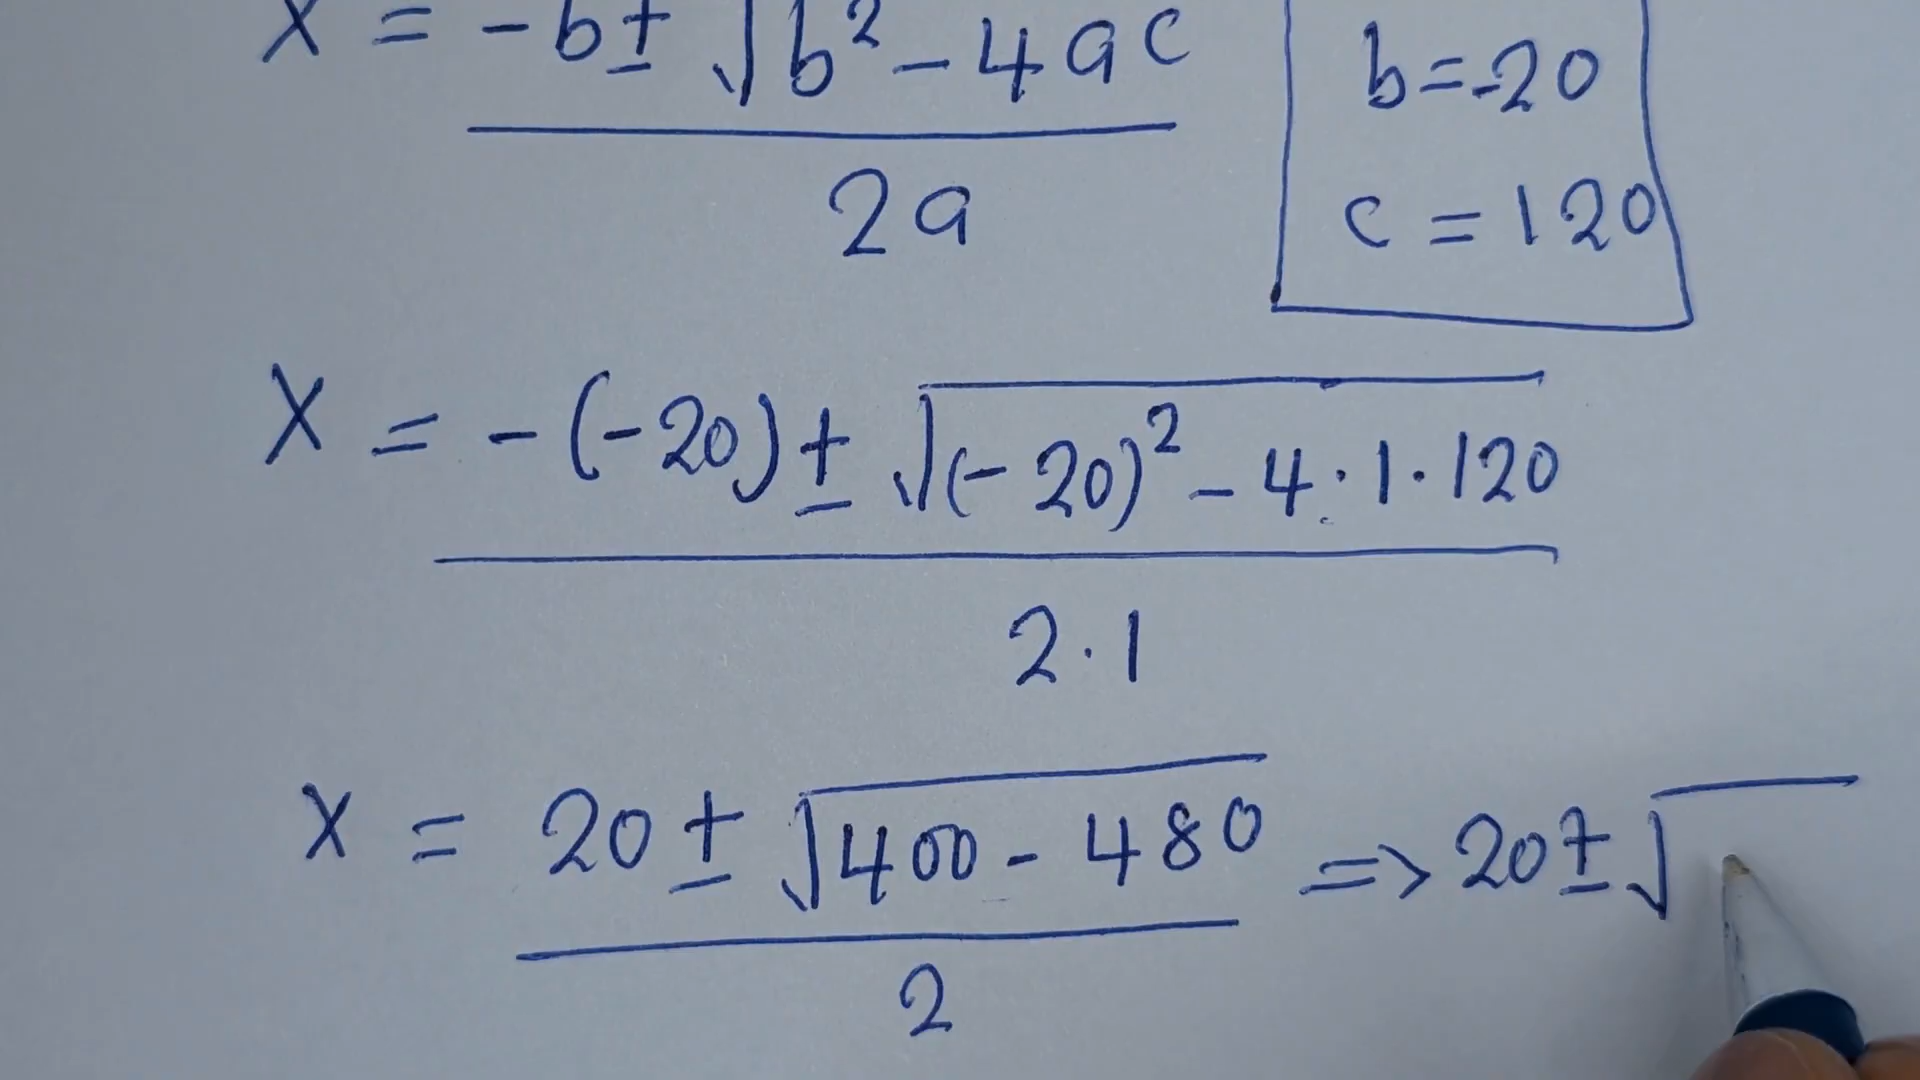 x = -b ± √b² - 4ac
2a
b = -20
c = 120
x = -(-20) ± √(-20)² - 4·1·120
2·1
x = 20 ± √400 - 480 => 20 ± √
2